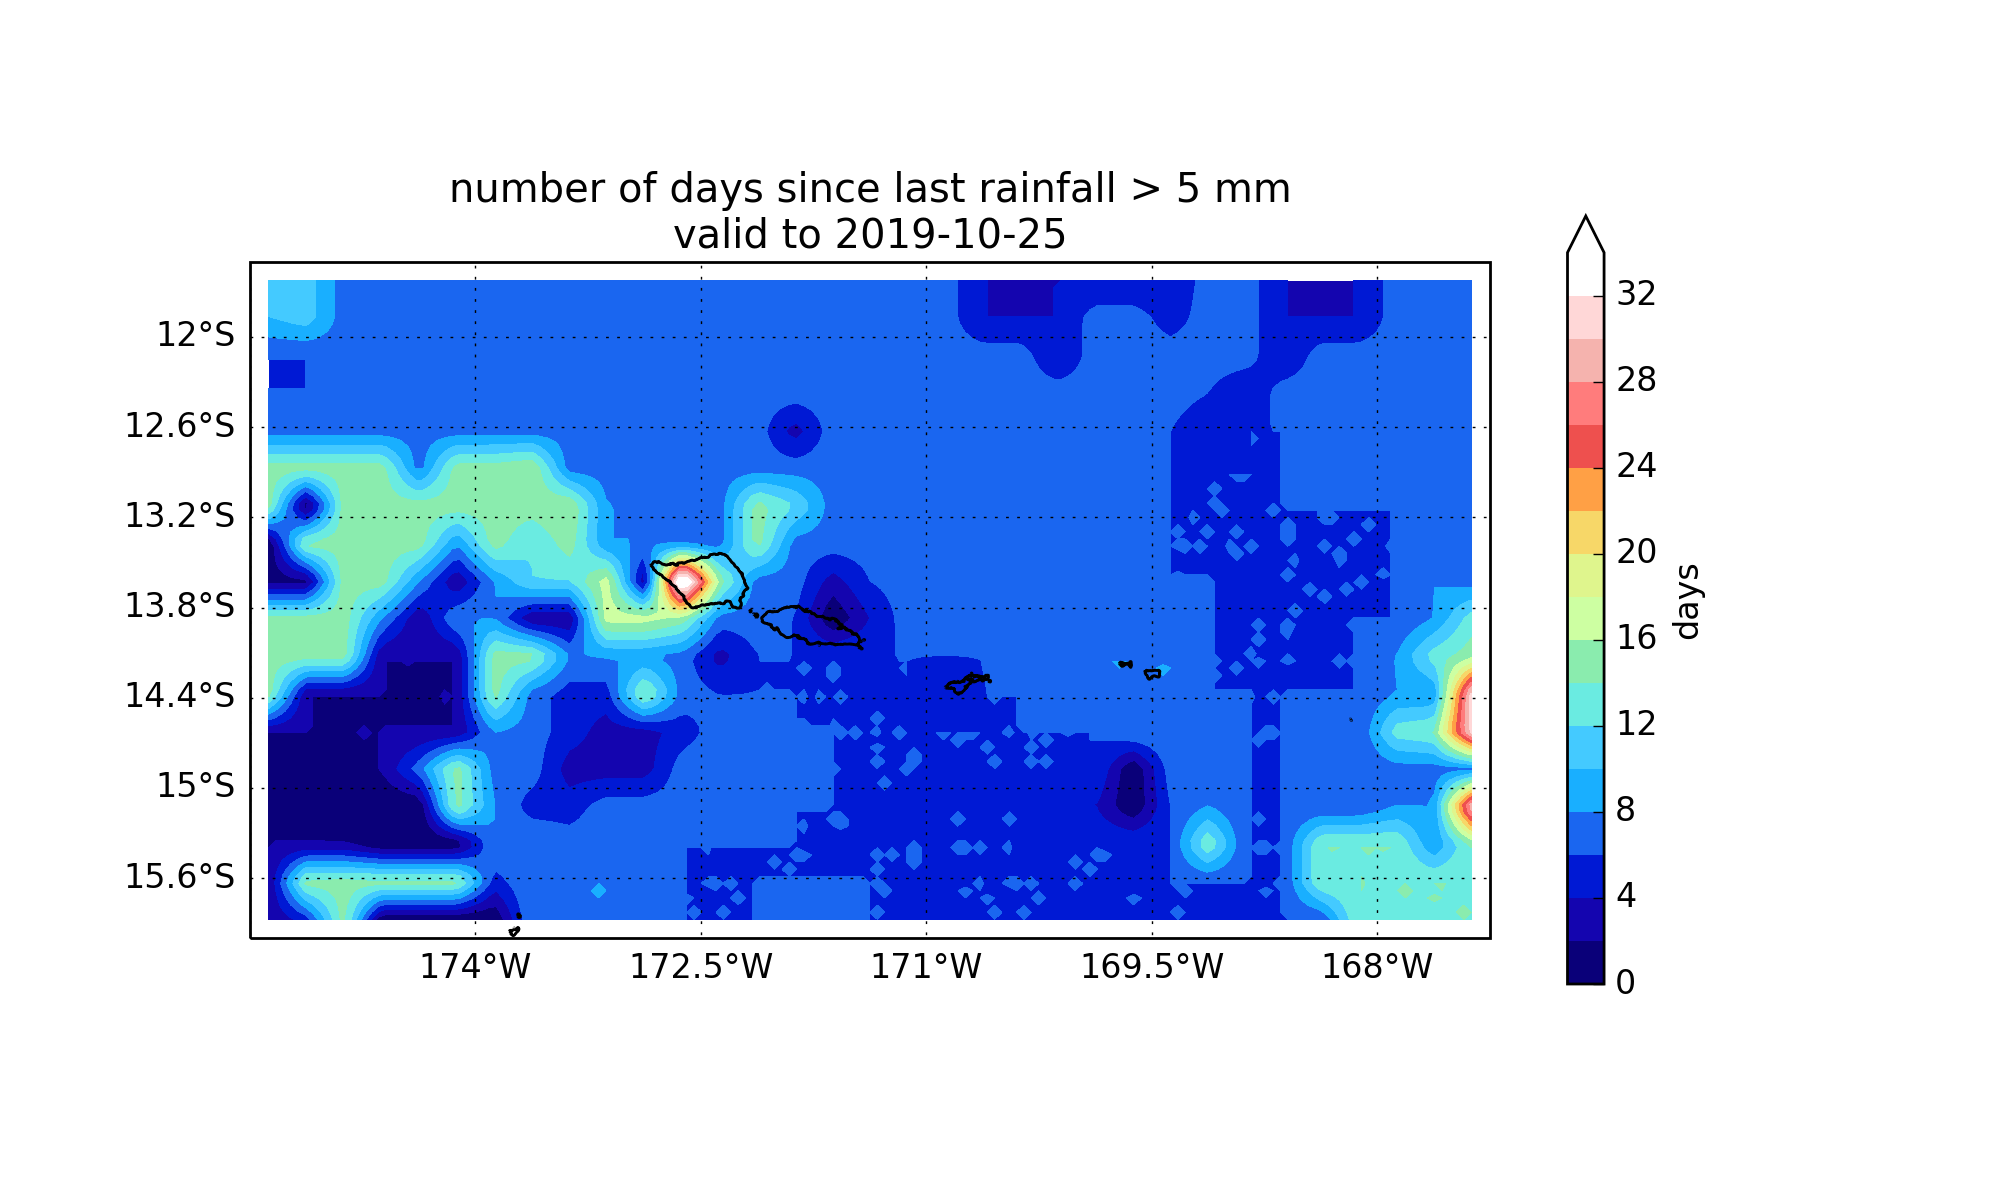 number of days since last rainfall > 5 mm
valid to 2019-10-25
12°S
12.6°S
13.2°S
13.8°S
14.4°S
15°S
15.6°S
174°W
172.5°W
171°W
169.5°W
168°W
32
28
24
20
16
12
8
4
0
days